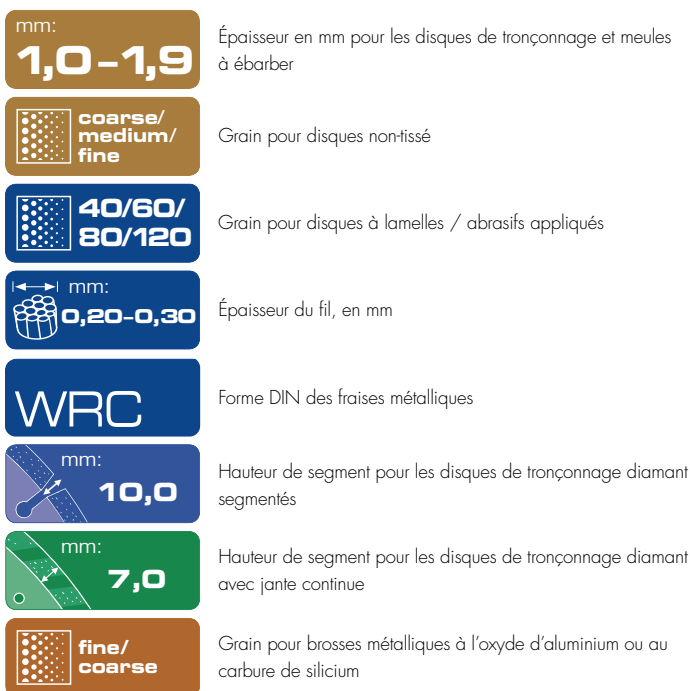 mm:
1,0–1,9
Épaisseur en mm pour les disques de tronçonnage et meules
à ébarber
coarse/
medium/
fine
Grain pour disques non-tissé
40/60/
80/120
Grain pour disques à lamelles / abrasifs appliqués
mm:
0,20–0,30
Épaisseur du fil, en mm
WRC
Forme DIN des fraises métalliques
mm:
10,0
Hauteur de segment pour les disques de tronçonnage diamant
segmentés
mm:
7,0
Hauteur de segment pour les disques de tronçonnage diamant
avec jante continue
fine/
coarse
Grain pour brosses métalliques à l’oxyde d’aluminium ou au
carbure de silicium